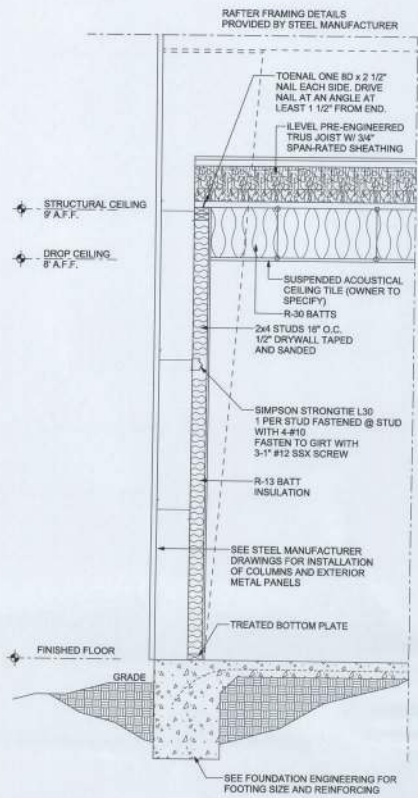 RAFTER FRAMING DETAILS
PROVIDED BY STEEL MANUFACTURER
TOENAIL ONE 8D x 2 1/2"
NAIL EACH SIDE. DRIVE
NAIL AT AN ANGLE AT
LEAST 1 1/2" FROM END.
ILEVEL PRE-ENGINEERED
TRUS JOIST W/ 3/4"
SPAN-RATED SHEATHING
STRUCTURAL CEILING
9' A.F.F.
DROP CEILING
8' A.F.F.
SUSPENDED ACOUSTICAL
CEILING TILE (OWNER TO
SPECIFY)
R-30 BATTS
2x4 STUDS 16" O.C.
1/2" DRYWALL TAPED
AND SANDED
SIMPSON STRONGTIE L30
1 PER STUD FASTENED @ STUD
WITH 4-#10
FASTEN TO GIRT WITH
3-1" #12 SSX SCREW
R-13 BATT
INSULATION
SEE STEEL MANUFACTURER
DRAWINGS FOR INSTALLATION
OF COLUMNS AND EXTERIOR
METAL PANELS
TREATED BOTTOM PLATE
FINISHED FLOOR
GRADE
SEE FOUNDATION ENGINEERING FOR
FOOTING SIZE AND REINFORCING